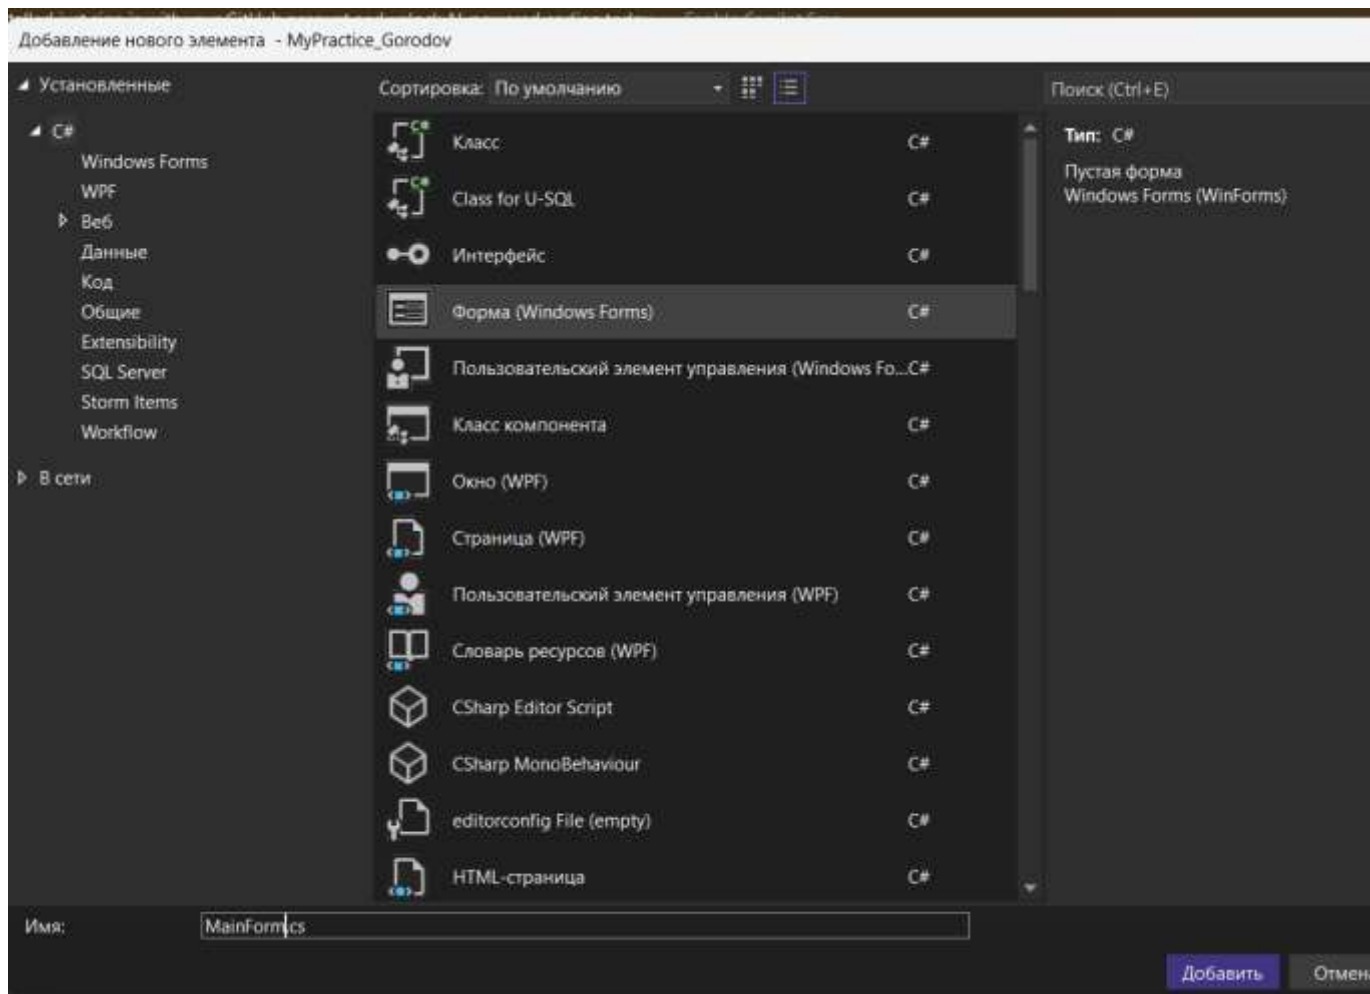 Добавление нового элемента - MyPractice_Gorodov
Установленные
C#
Windows Forms
WPF
Веб
Данные
Код
Общие
Extensibility
SQL Server
Storm Items
Workflow
В сети
Сортировка: По умолчанию
Класс C#
Class for U-SQL C#
Интерфейс C#
Форма (Windows Forms) C#
Пользовательский элемент управления (Windows Fo...C#
Класс компонента C#
Окно (WPF) C#
Страница (WPF) C#
Пользовательский элемент управления (WPF) C#
Словарь ресурсов (WPF) C#
CSharp Editor Script C#
CSharp MonoBehaviour C#
editorconfig File (empty) C#
HTML-страница C#
Поиск (Ctrl+E)
Тип: C#
Пустая форма
Windows Forms (WinForms)
Имя: MainForm.cs
Добавить Отмен